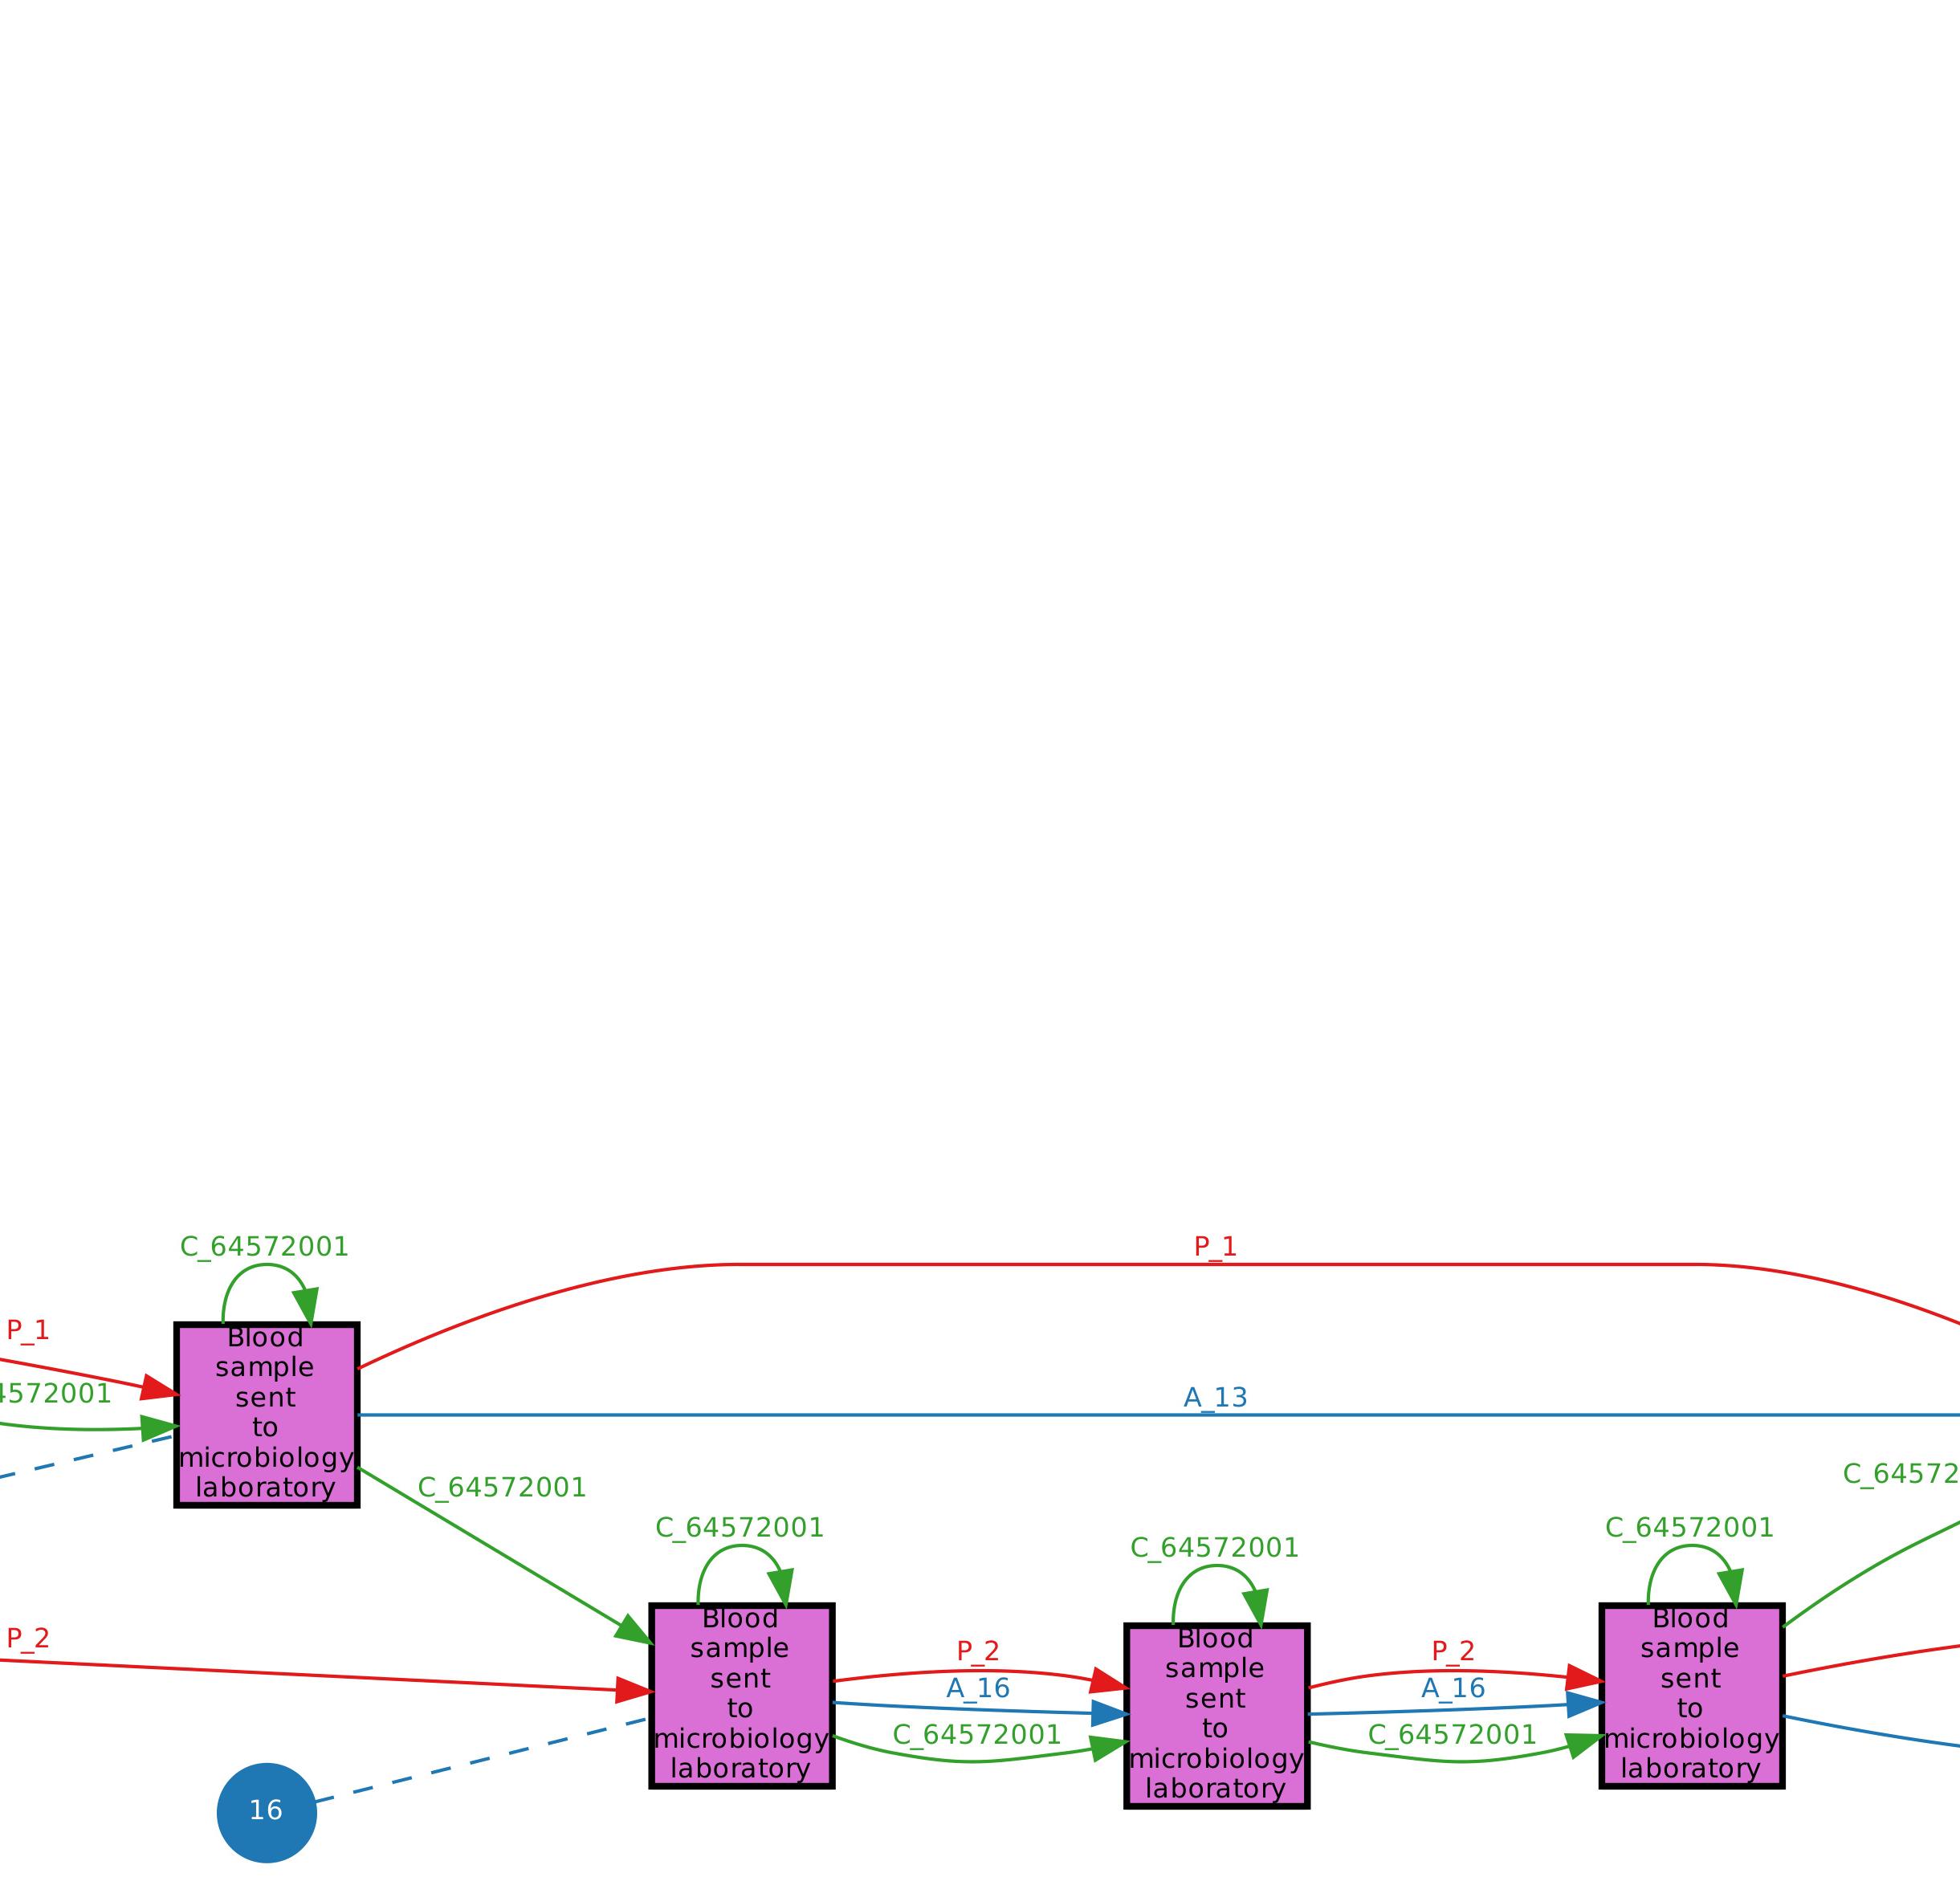 C_64572001
P_1
P_1
4572001
A_13
Blood
sample
sent
to
microbiology
laboratory
C_64572
C_64572001
C_64572001
C_64572001
C_64572001
Blood
sample
sent
to
microbiology
laboratory
Blood
sample
sent
to
microbiology
laboratory
Blood
sample
sent
to
microbiology
laboratory
P_2
P_2
A_16
C_64572001
P_2
A_16
C_64572001
16